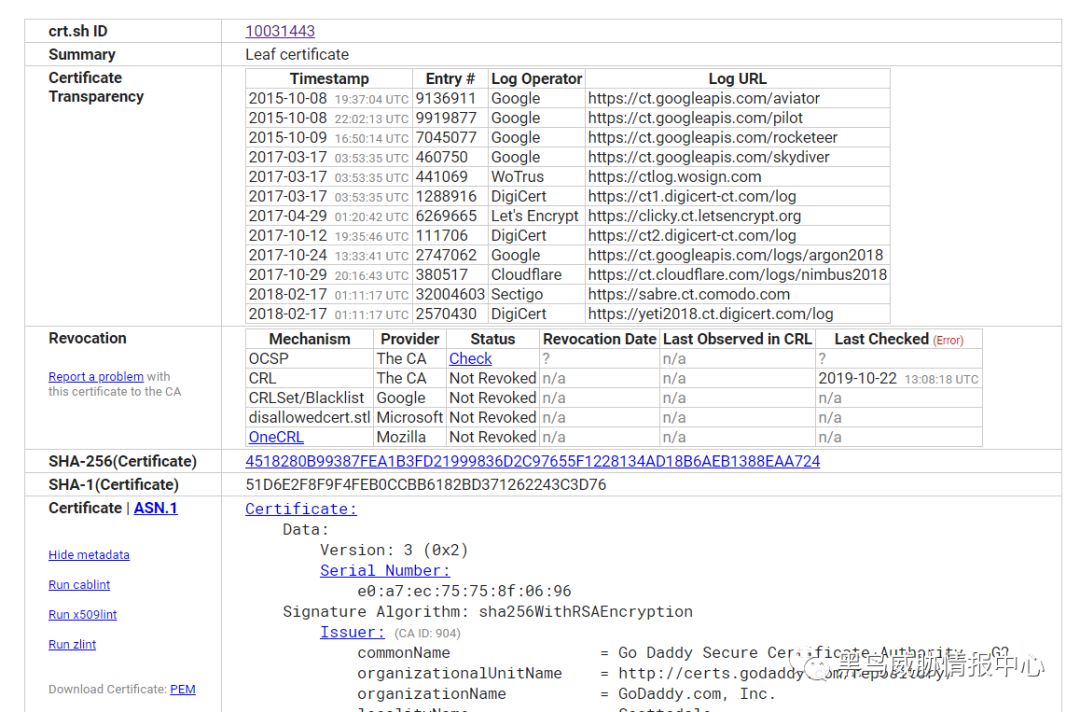 crt.sh ID 10031443
Summary Leaf certificate
Certificate Transparency
Timestamp Entry # Log Operator Log URL
2015-10-08 19:37:04 UTC 9136911 Google https://ct.googleapis.com/aviator
2015-10-08 22:02:13 UTC 9919877 Google https://ct.googleapis.com/pilot
2015-10-09 16:50:14 UTC 7045077 Google https://ct.googleapis.com/rocketeer
2017-03-17 03:53:35 UTC 460750 Google https://ct.googleapis.com/skydiver
2017-03-17 03:53:35 UTC 441069 WoTrus https://ctlog.wosign.com
2017-03-17 03:53:35 UTC 1288916 DigiCert https://ct1.digicert-ct.com/log
2017-04-29 01:20:42 UTC 6269665 Let's Encrypt https://clicky.ct.letsencrypt.org
2017-10-12 19:35:46 UTC 111706 DigiCert https://ct2.digicert-ct.com/log
2017-10-24 13:33:41 UTC 2747062 Google https://ct.googleapis.com/logs/argon2018
2017-10-29 20:16:43 UTC 380517 Cloudflare https://ct.cloudflare.com/logs/nimbus2018
2018-02-17 01:11:17 UTC 32004603 Sectigo https://sabre.ct.comodo.com
2018-02-17 01:11:17 UTC 2570430 DigiCert https://yeti2018.ct.digicert.com/log
Revocation
Report a problem with
this certificate to the CA
Mechanism Provider Status Revocation Date Last Observed in CRL Last Checked (Error)
OCSP The CA Check ? n/a ?
CRL The CA Not Revoked n/a n/a 2019-10-22 13:08:18 UTC
CRLSet/Blacklist Google Not Revoked n/a n/a n/a
disallowedcert.stl Microsoft Not Revoked n/a n/a n/a
OneCRL Mozilla Not Revoked n/a n/a n/a
SHA-256(Certificate) 4518280B99387FEA1B3FD21999836D2C97655F1228134AD18B6AEB1388EAA724
SHA-1(Certificate) 51D6E2F8F9F4FEB0CCBB6182BD371262243C3D76
Certificate | ASN.1
Hide metadata
Run cablint
Run x509lint
Run zlint
Download Certificate: PEM
Certificate:
Data:
Version: 3 (0x2)
Serial Number:
e0:a7:ec:75:75:8f:06:96
Signature Algorithm: sha256WithRSAEncryption
Issuer: (CA ID: 904)
commonName = Go Daddy Secure Certificate Authority - G2
organizationalUnitName = http://certs.godaddy.com/repository/
organizationName = GoDaddy.com, Inc.
黑鸟威胁情报中心